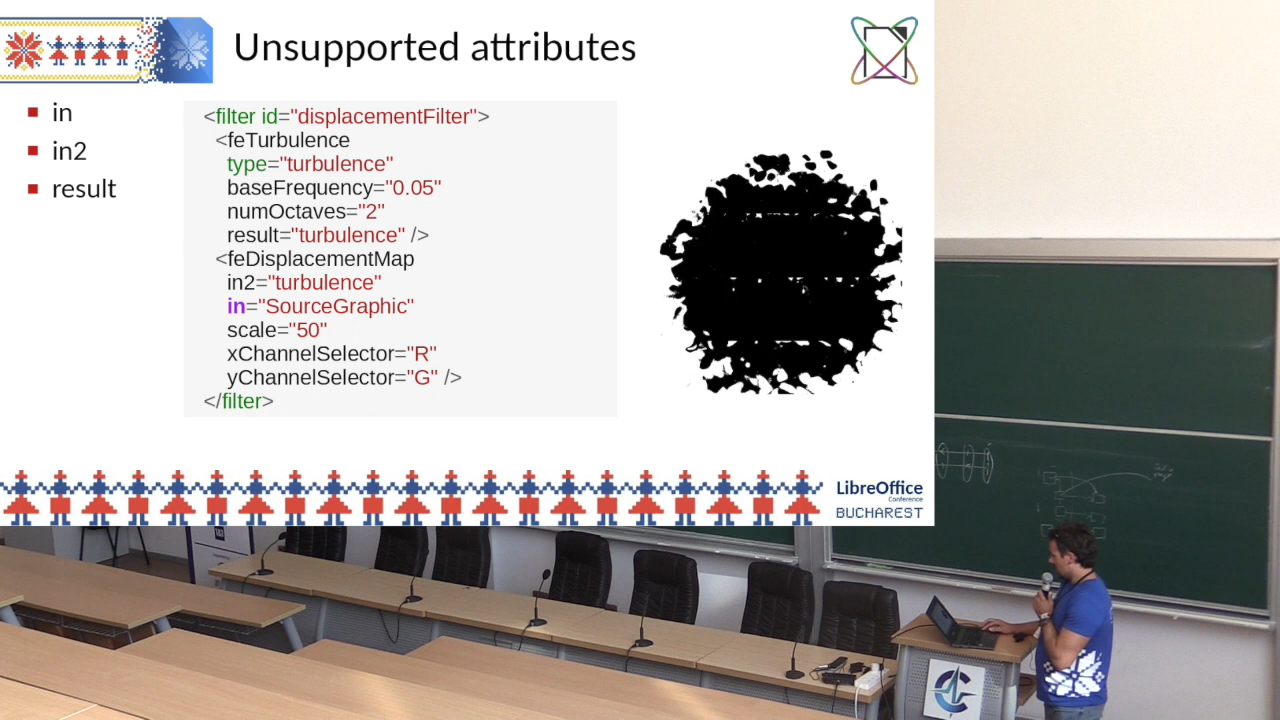 Unsupported attributes
in
in2
result
<filter id="displacementFilter">
<feTurbulence
type="turbulence"
baseFrequency="0.05"
numOctaves="2"
result="turbulence" />
<feDisplacementMap
in2="turbulence"
in="SourceGraphic"
scale="50"
xChannelSelector="R"
yChannelSelector="G" />
</filter>
LibreOffice
Conference
BUCHAREST